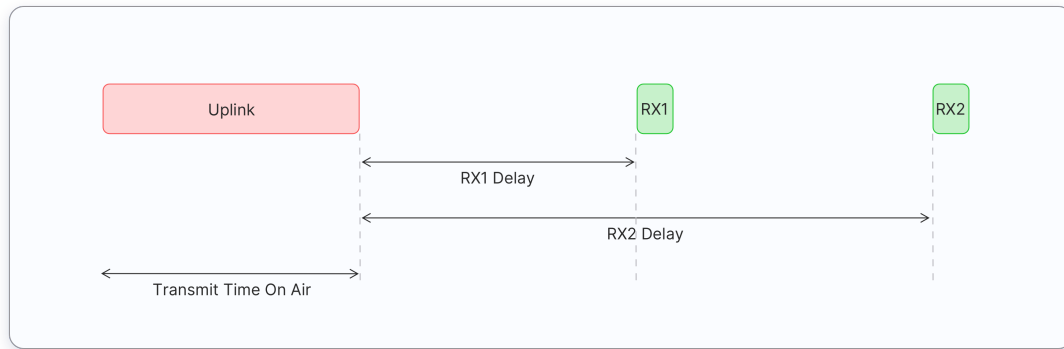 Uplink
RX1
RX2
RX1 Delay
RX2 Delay
Transmit Time On Air